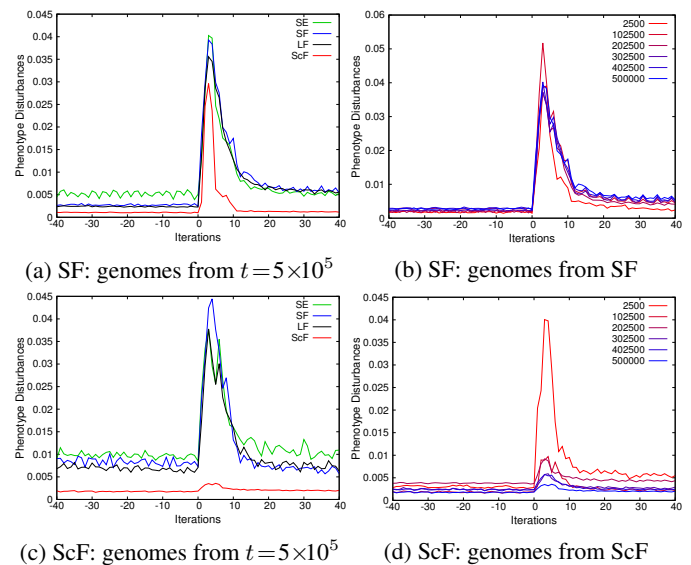 0.045
0.04
0.035
0.03
0.025
0.02
0.015
0.01
0.005
0
Phenotype Disturbances
-40 -30 -20 -10 0 10 20 30 40
Iterations
SE
SF
LF
ScF
(a) SF: genomes from t=5×10⁵
0.06
0.05
0.04
0.03
0.02
0.01
0
Phenotype Disturbances
-40 -30 -20 -10 0 10 20 30 40
Iterations
2500
102500
202500
302500
402500
500000
(b) SF: genomes from SF
0.045
0.04
0.035
0.03
0.025
0.02
0.015
0.01
0.005
0
Phenotype Disturbances
-40 -30 -20 -10 0 10 20 30 40
Iterations
SE
SF
LF
ScF
(c) ScF: genomes from t=5×10⁵
0.045
0.04
0.035
0.03
0.025
0.02
0.015
0.01
0.005
0
Phenotype Disturbances
-40 -30 -20 -10 0 10 20 30 40
Iterations
2500
102500
202500
302500
402500
500000
(d) ScF: genomes from ScF